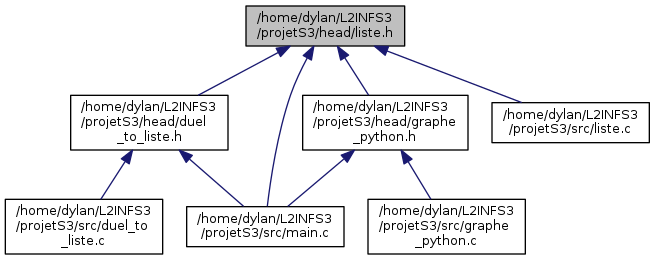 /home/dylan/L2INFS3
/projetS3/head/liste.h
/home/dylan/L2INFS3
/projetS3/head/duel
_to_liste.h
/home/dylan/L2INFS3
/projetS3/head/graphe
_python.h
/home/dylan/L2INFS3
/projetS3/src/liste.c
/home/dylan/L2INFS3
/projetS3/src/duel_to
_liste.c
/home/dylan/L2INFS3
/projetS3/src/main.c
/home/dylan/L2INFS3
/projetS3/src/graphe
_python.c